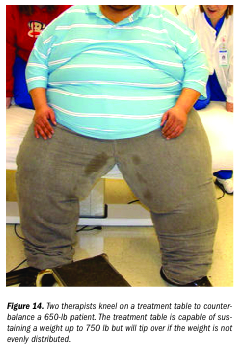 Figure 14. Two therapists kneel on a treatment table to counter-
balance a 650-lb patient. The treatment table is capable of sus-
taining a weight up to 750 lb but will tip over if the weight is not
evenly distributed.